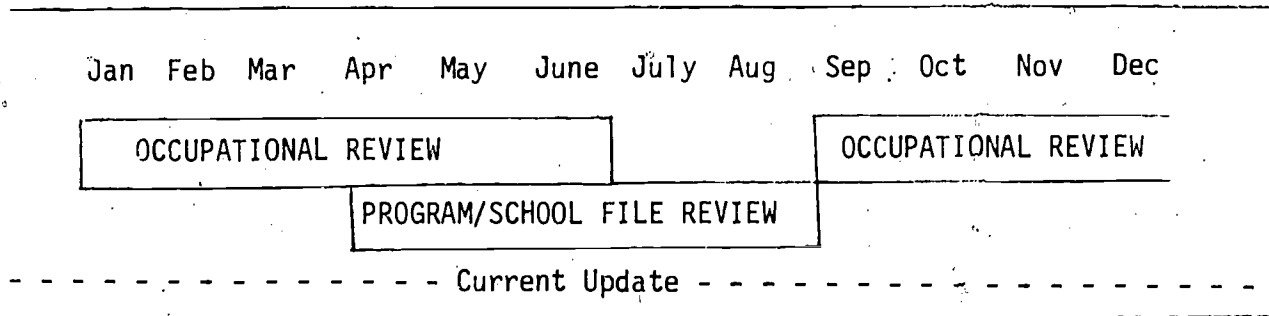 Jan Feb Mar Apr May June July Aug Sep Oct Nov Dec
OCCUPATIONAL REVIEW OCCUPATIONAL REVIEW
PROGRAM/SCHOOL FILE REVIEW
- - - - - - - - - - - - - - - - Current Update - - - - - - - - - - - - - - - - - -